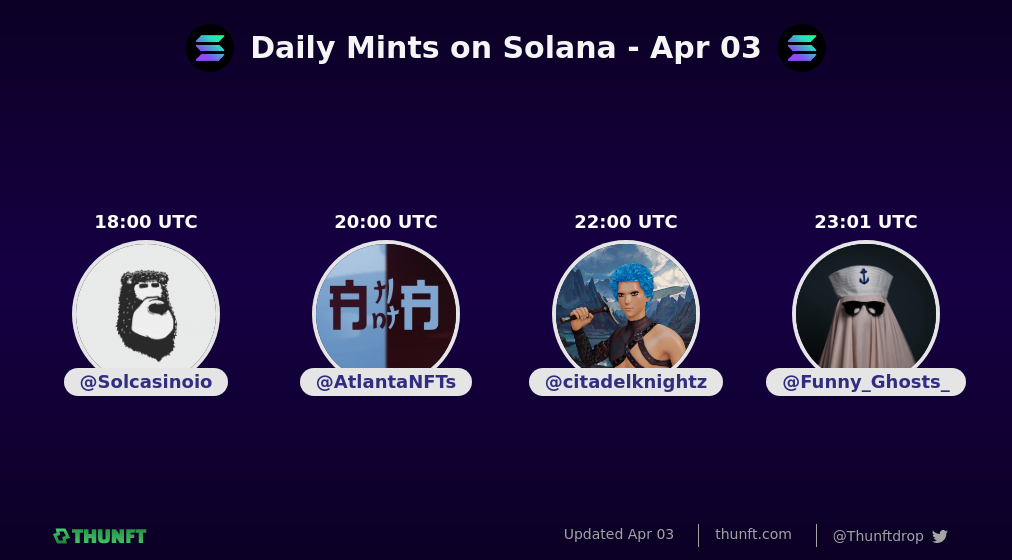 Daily Mints on Solana - Apr 03
18:00 UTC
20:00 UTC
22:00 UTC
23:01 UTC
@Solcasinoio
@AtlantaNFTs
@citadelknightz
@Funny_Ghosts_
THUNFT
Updated Apr 03
thunft.com
@Thunftdrop